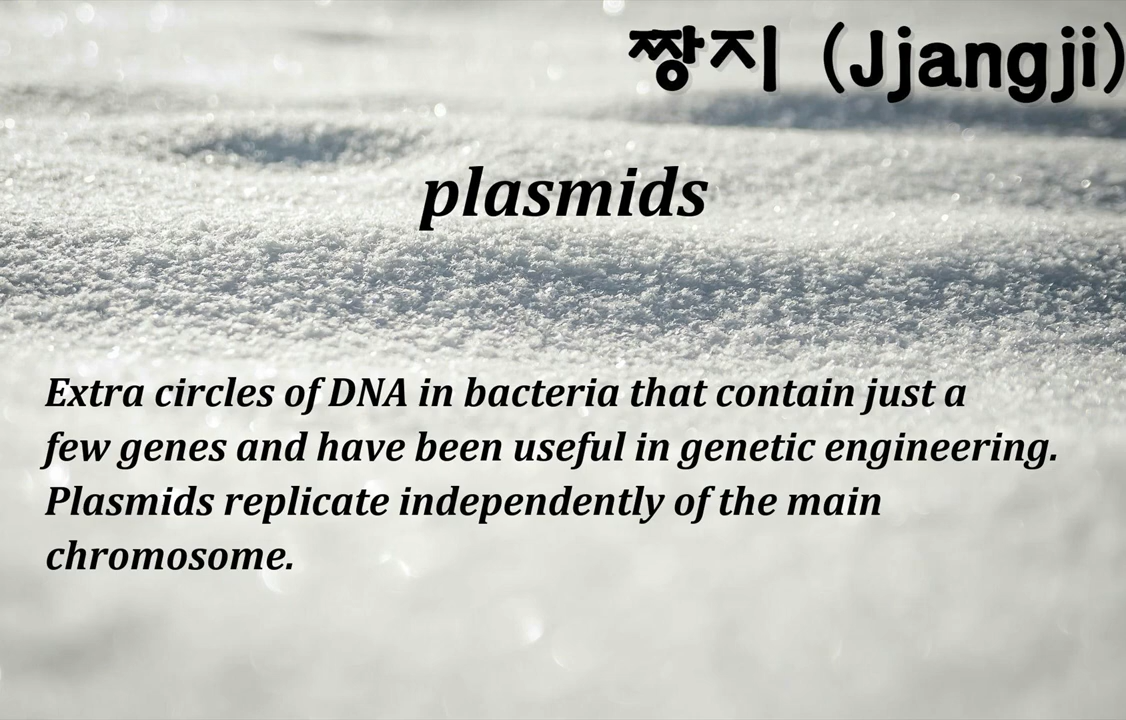 짱지 (Jjangji)
plasmids
Extra circles of DNA in bacteria that contain just a
few genes and have been useful in genetic engineering.
Plasmids replicate independently of the main
chromosome.